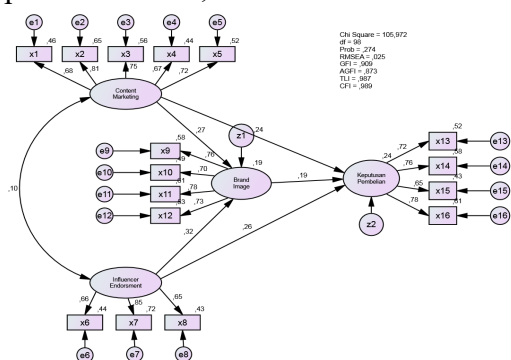 e1 e2 e3 e4 e5
,46 ,65 ,56 ,44 ,52
x1 x2 x3 x4 x5
,68 ,81 ,75 ,67 ,72
Chi Square = 105,972
df = 98
Prob = ,274
RMSEA = ,025
GFI = ,909
AGFI = ,873
TLI = ,987
CFI = ,989
Content
Marketing
,27 z1 ,24
,58
e9 x9 ,76 ,19
,49
e10 x10 ,70
,61
e11 x11 ,78
,53
e12 x12 ,73
Brand
Image
,10
,19
,24
Keputusan
Pembelian
z2
,52
,72 x13 e13
,58
,76 x14 e14
,43
,65 x15 e15
,61
,78 x16 e16
,32 ,26
Influencer
Endorsment
,66 ,85 ,65
,44 ,72 ,43
x6 x7 x8
e6 e7 e8